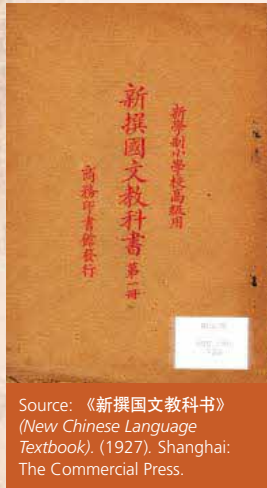 新學制小學校高級用
新撰國文教科書 第一冊
商務印書館發行
Source: 《新撰国文教科书》
(New Chinese Language
Textbook). (1927). Shanghai:
The Commercial Press.